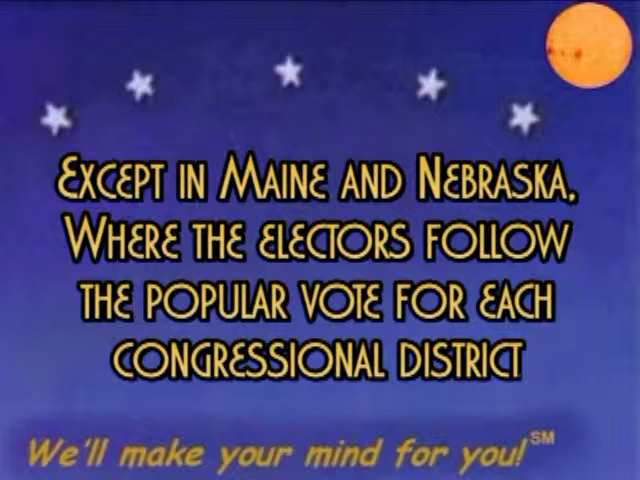 Except in Maine and Nebraska,
Where the electors follow
the popular vote for each
congressional district
We'll make your mind for you! SM